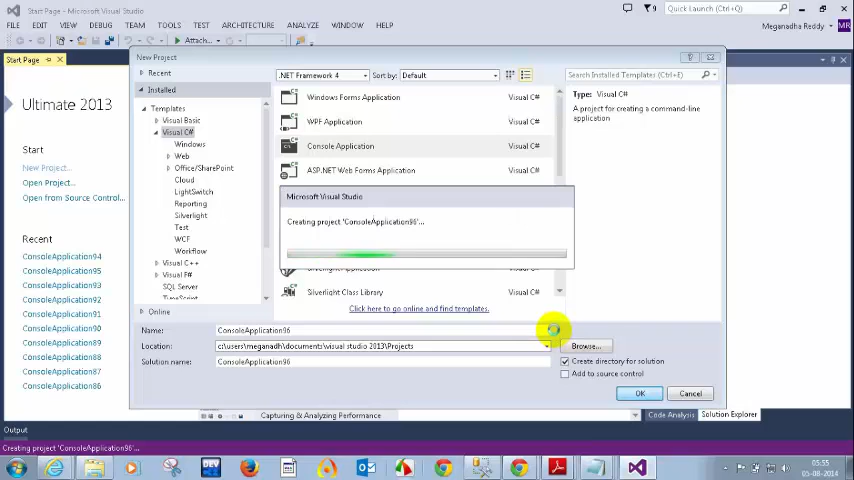 Start Page - Microsoft Visual Studio
9
Quick Launch (Ctrl+Q)
FILE EDIT VIEW DEBUG TEAM TOOLS TEST ARCHITECTURE ANALYZE WINDOW HELP
Meganadha Reddy
MR
Attach...
Start Page
New Project
Ultimate 2013
Start
New Project...
Open Project...
Open from Source Control...
Recent
ConsoleApplication94
ConsoleApplication95
ConsoleApplication93
ConsoleApplication92
ConsoleApplication91
ConsoleApplication90
ConsoleApplication89
ConsoleApplication88
ConsoleApplication87
ConsoleApplication86
Recent
Installed
Templates
Visual Basic
Visual C#
Windows
Web
Office/SharePoint
Cloud
LightSwitch
Reporting
Silverlight
Test
WCF
Workflow
Visual C++
Visual F#
SQL Server
Online
.NET Framework 4
Sort by: Default
Search Installed Templates (Ctrl+E)
Windows Forms Application Visual C#
WPF Application Visual C#
Console Application Visual C#
ASP.NET Web Forms Application Visual C#
Type: Visual C#
A project for creating a command-line
application
Microsoft Visual Studio
Creating project 'ConsoleApplication96'...
Silverlight Class Library Visual C#
Click here to go online and find templates.
Name: ConsoleApplication96
Location: c:\users\meganadh\documents\visual studio 2013\Projects
Browse...
Solution name: ConsoleApplication96
Create directory for solution
Add to source control
OK
Cancel
Capturing & Analyzing Performance
Code Analysis Solution Explorer
Output
Creating project 'ConsoleApplication96'...
DEV
05:55
05-08-2014